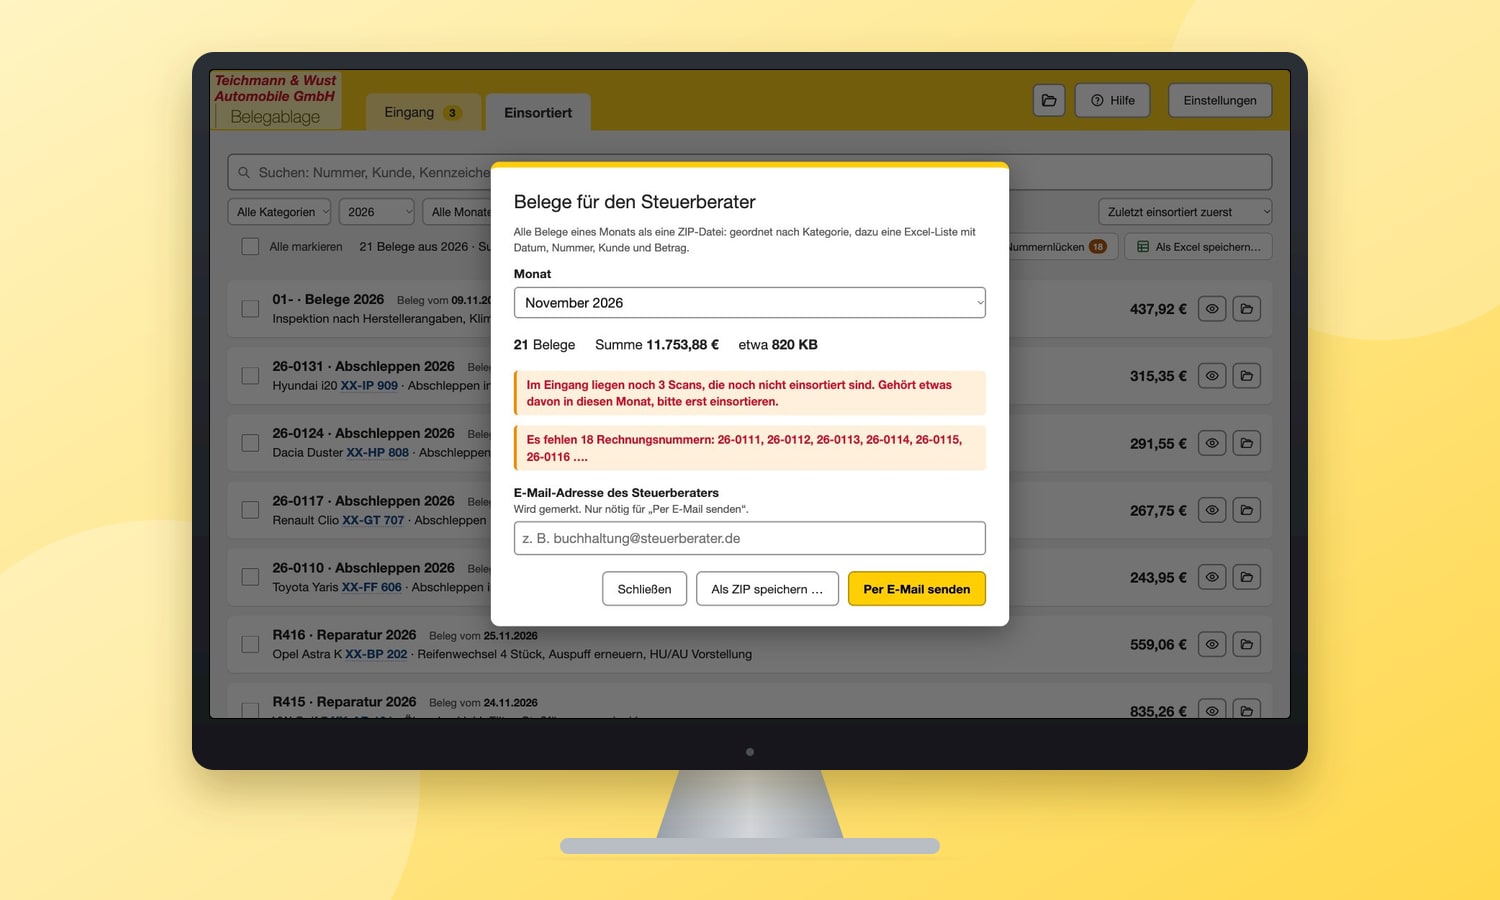 Teichmann & Wust
Automobile GmbH
Belegablage
Eingang 3
Einsortiert
Hilfe
Einstellungen
Suchen: Nummer, Kunde, Kennzeiche
Alle Kategorien
2026
Alle Monate
Zuletzt einsortiert zuerst
Alle markieren
21 Belege aus 2026 · Su
Nummernlücken 18
Als Excel speichern...
01- · Belege 2026 Beleg vom 09.11.20
Inspektion nach Herstellerangaben, Klim
437,92 €
26-0131 · Abschleppen 2026 Bele
Hyundai i20 XX-IP 909 · Abschleppen in
315,35 €
26-0124 · Abschleppen 2026 Bele
Dacia Duster XX-HP 808 · Abschleppen
291,55 €
26-0117 · Abschleppen 2026 Bele
Renault Clio XX-GT 707 · Abschleppen
267,75 €
26-0110 · Abschleppen 2026 Bele
Toyota Yaris XX-FF 606 · Abschleppen i
243,95 €
R416 · Reparatur 2026 Beleg vom 25.11.2026
Opel Astra K XX-BP 202 · Reifenwechsel 4 Stück, Auspuff erneuern, HU/AU Vorstellung
559,06 €
R415 · Reparatur 2026 Beleg vom 24.11.2026
835,26 €
Belege für den Steuerberater
Alle Belege eines Monats als eine ZIP-Datei: geordnet nach Kategorie, dazu eine Excel-Liste mit
Datum, Nummer, Kunde und Betrag.
Monat
November 2026
21 Belege Summe 11.753,88 € etwa 820 KB
Im Eingang liegen noch 3 Scans, die noch nicht einsortiert sind. Gehört etwas
davon in diesen Monat, bitte erst einsortieren.
Es fehlen 18 Rechnungsnummern: 26-0111, 26-0112, 26-0113, 26-0114, 26-0115,
26-0116 ….
E-Mail-Adresse des Steuerberaters
Wird gemerkt. Nur nötig für „Per E-Mail senden“.
z. B. buchhaltung@steuerberater.de
Schließen
Als ZIP speichern ...
Per E-Mail senden